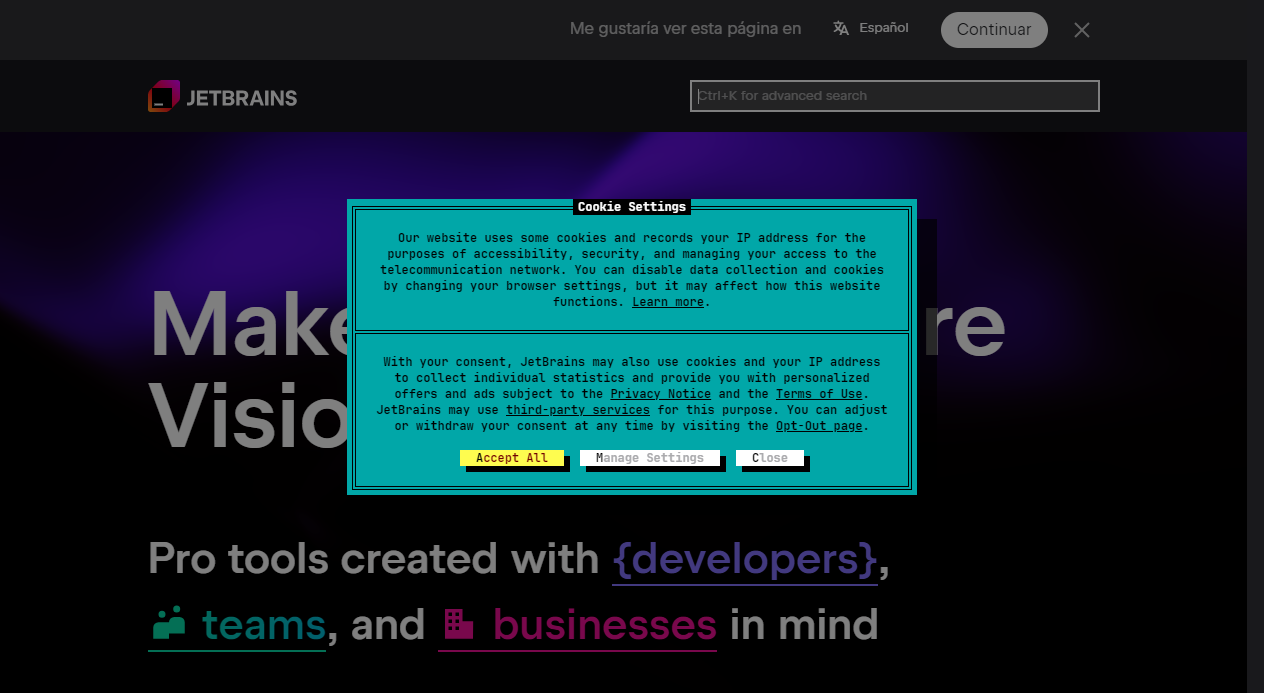 Me gustaría ver esta página en Español Continuar
JETBRAINS
Ctrl+K for advanced search
Cookie Settings
Our website uses some cookies and records your IP address for the
purposes of accessibility, security, and managing your access to the
telecommunication network. You can disable data collection and cookies
by changing your browser settings, but it may affect how this website
functions. Learn more.
With your consent, JetBrains may also use cookies and your IP address
to collect individual statistics and provide you with personalized
offers and ads subject to the Privacy Notice and the Terms of Use.
JetBrains may use third-party services for this purpose. You can adjust
or withdraw your consent at any time by visiting the Opt-Out page.
Accept All Manage Settings Close
Make
Visio
Pro tools created with {developers},
teams, and businesses in mind